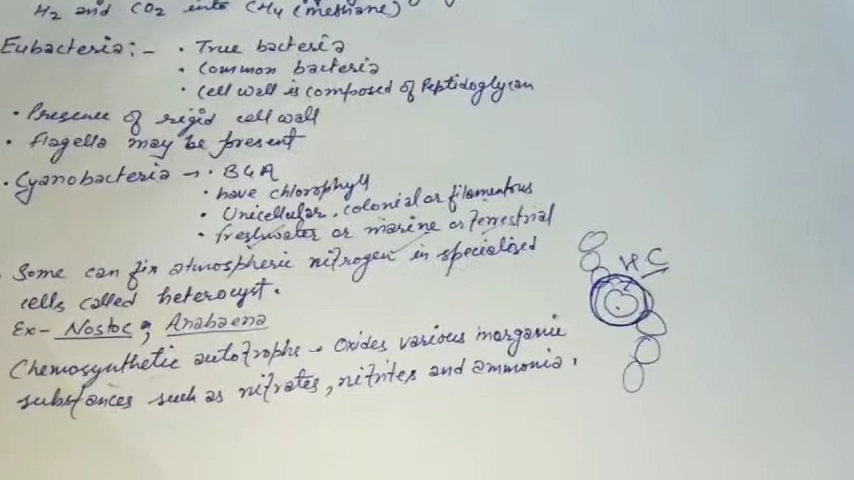 H2 and CO2 into CH4 (methane)
Eubacteria:- • True bacteria
• Common bacteria
• Cell wall is composed of Peptidoglycan
• Presence of rigid cell wall
• Flagella may be present
• Cyanobacteria → • BGA
• have chlorophyll
• Unicellular, colonial or filamentous
• freshwater or marine or terrestrial
• Some can fix atmospheric nitrogen in specialised
cells called heterocyst.
Ex- Nostoc, Anabaena
H.C
Chemosynthetic autotrophs → Oxides various inorganic
substances such as nitrates, nitrites and ammonia.